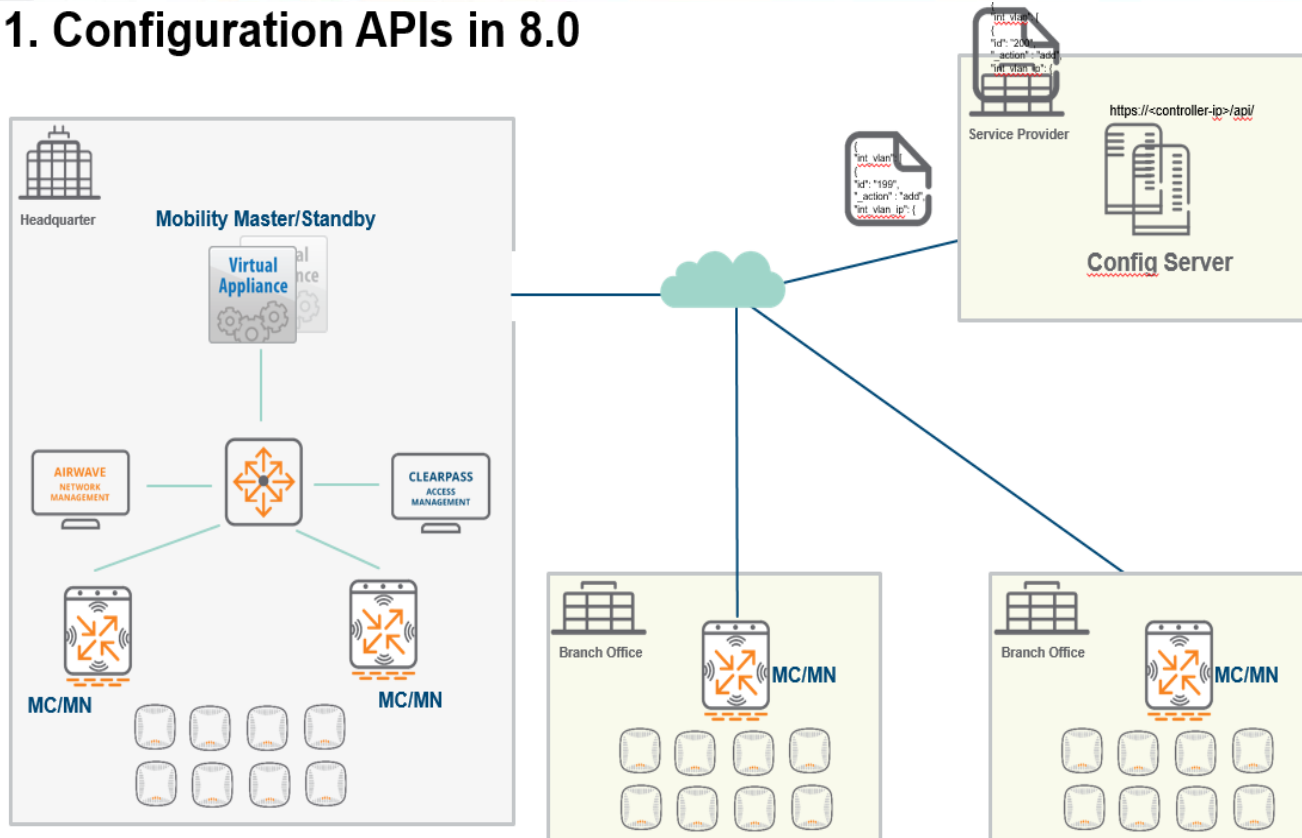 1. Configuration APIs in 8.0
{
"int_vlan": {
{
"id": "200",
"_action" : "add",
"int_vlan_ip": {
https://<controller-ip>/api/
Service Provider
Config Server
{
"int_vlan": {
{
"id": "199",
"_action" : "add",
"int_vlan_ip": {
Headquarter
Mobility Master/Standby
Virtual
Appliance
al
nce
AIRWAVE
NETWORK
MANAGEMENT
CLEARPASS
ACCESS
MANAGEMENT
MC/MN
MC/MN
Branch Office
MC/MN
Branch Office
MC/MN